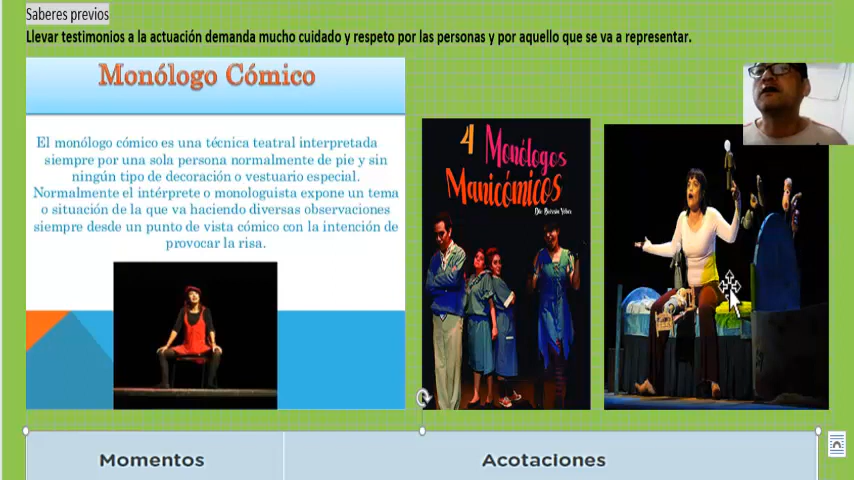 Saberes previos
Llevar testimonios a la actuación demanda mucho cuidado y respeto por las personas y por aquello que se va a representar.
Monólogo Cómico
El monólogo cómico es una técnica teatral interpretada
siempre por una sola persona normalmente de pie y sin
ningún tipo de decoración o vestuario especial.
Normalmente el intérprete o monologuista expone un tema
o situación de la que va haciendo diversas observaciones
siempre desde un punto de vista cómico con la intención de
provocar la risa.
4 Monólogos
Manicómicos
Momentos
Acotaciones